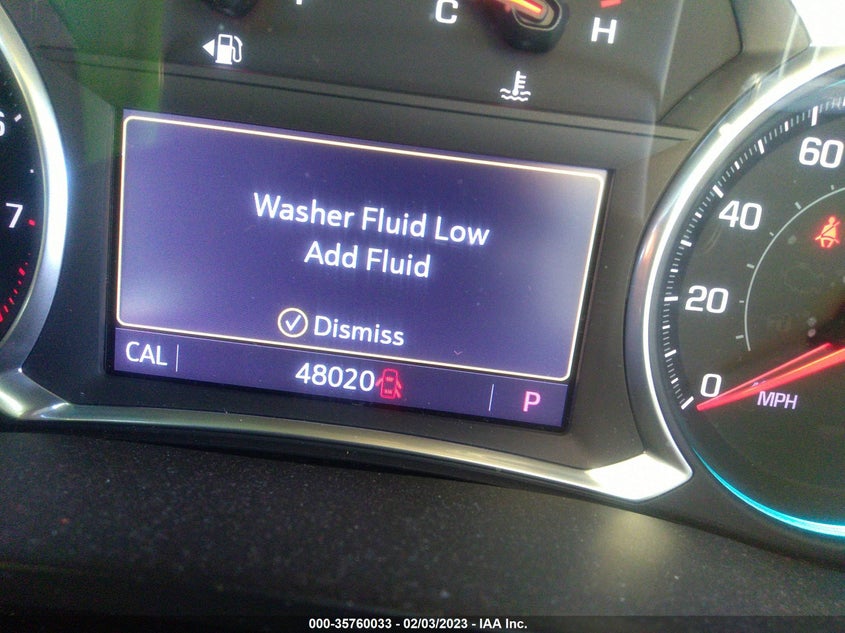 C
H
6
7
Washer Fluid Low
Add Fluid
Dismiss
CAL
48020
P
60
40
20
0
MPH
000-35760033 - 02/03/2023 - IAA Inc.